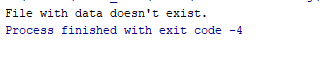 File with data doesn't exist.
Process finished with exit code -4